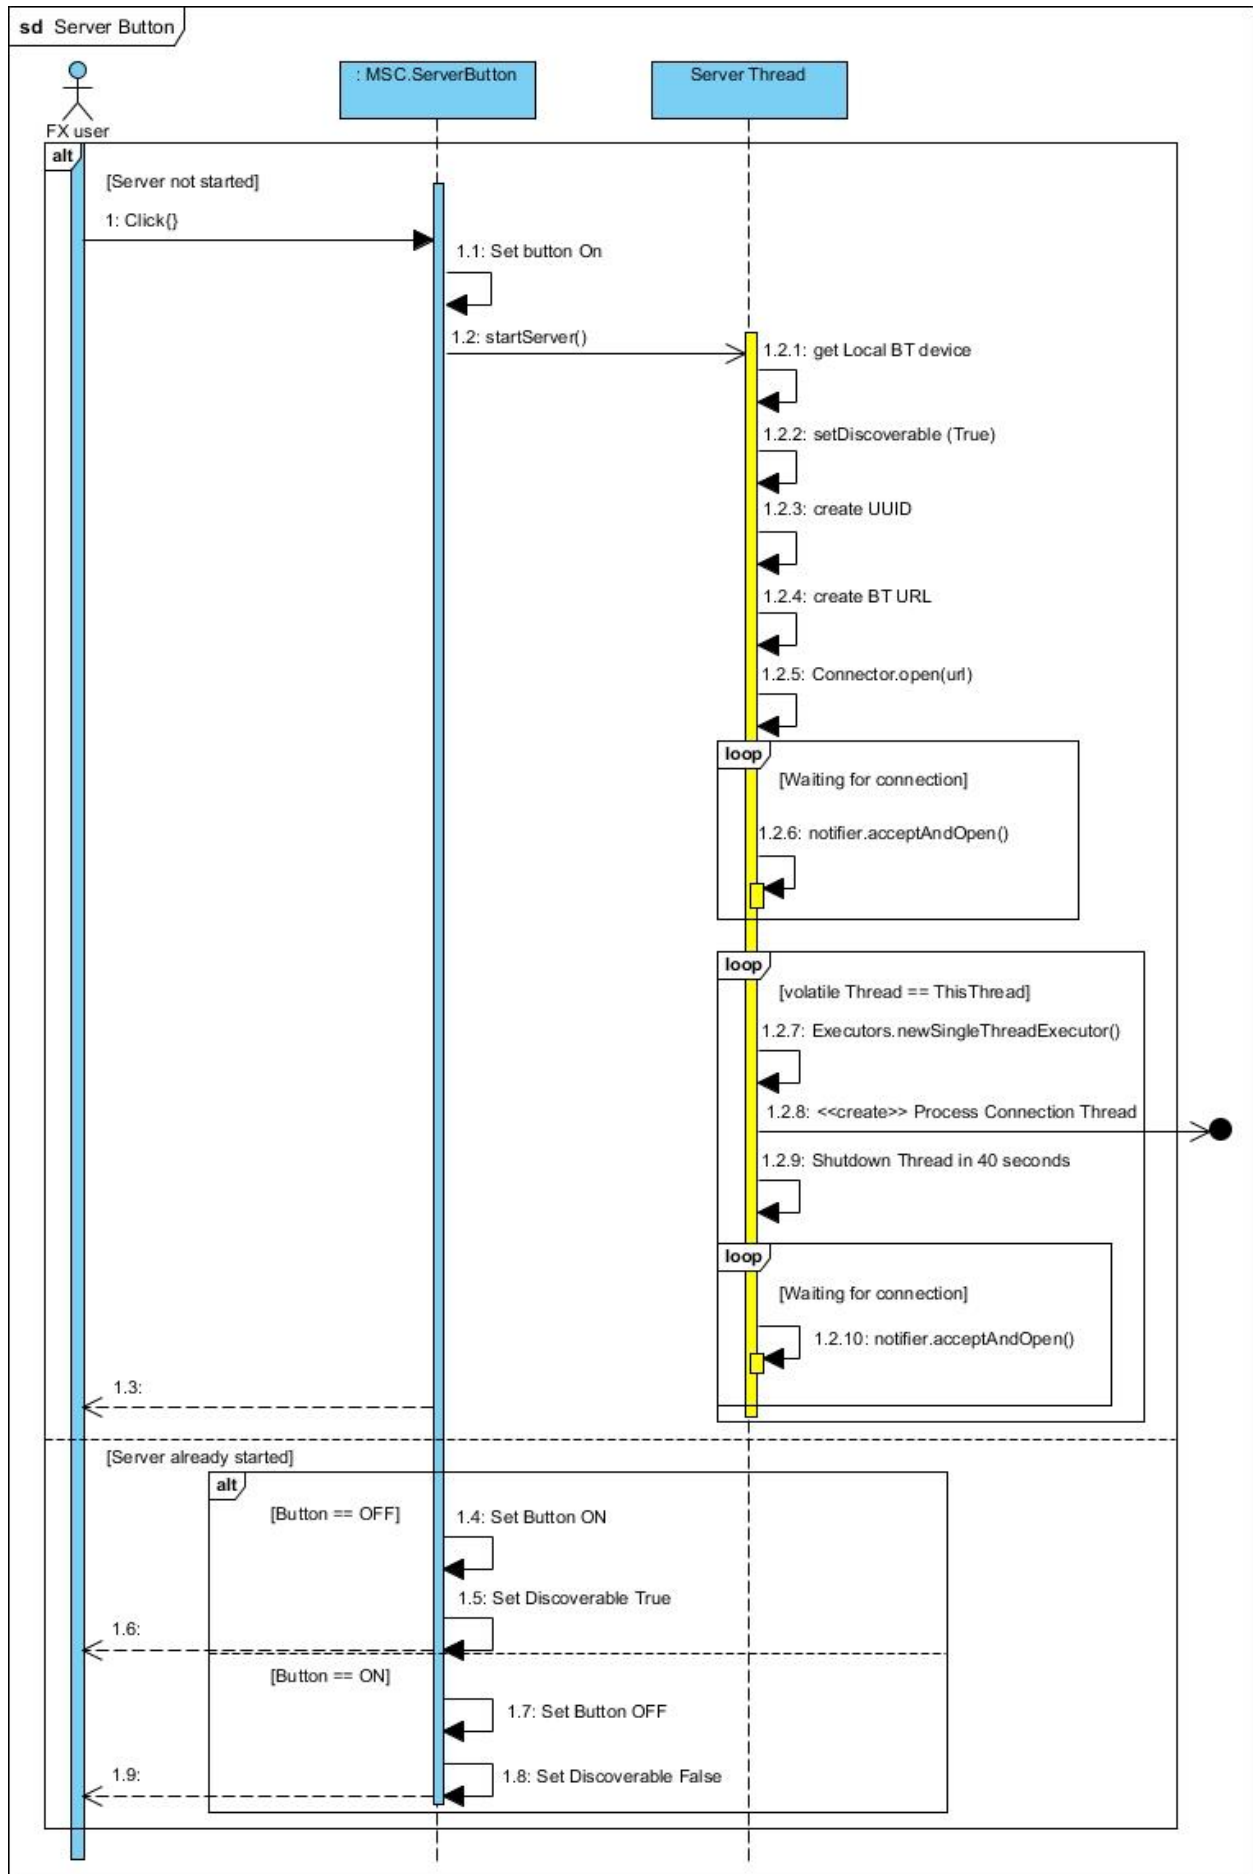 sd Server Button
: MSC.ServerButton
Server Thread
FX user
alt
[Server not started]
1: Click{}
1.1: Set button On
1.2: startServer()
1.2.1: get Local BT device
1.2.2: setDiscoverable (True)
1.2.3: create UUID
1.2.4: create BT URL
1.2.5: Connector.open(url)
loop
[Waiting for connection]
1.2.6: notifier.acceptAndOpen()
loop
[volatile Thread == ThisThread]
1.2.7: Executors.newSingleThreadExecutor()
1.2.8: <<create>> Process Connection Thread
1.2.9: Shutdown Thread in 40 seconds
loop
[Waiting for connection]
1.2.10: notifier.acceptAndOpen()
1.3:
[Server already started]
alt
[Button == OFF]
1.4: Set Button ON
1.5: Set Discoverable True
1.6:
[Button == ON]
1.7: Set Button OFF
1.8: Set Discoverable False
1.9: